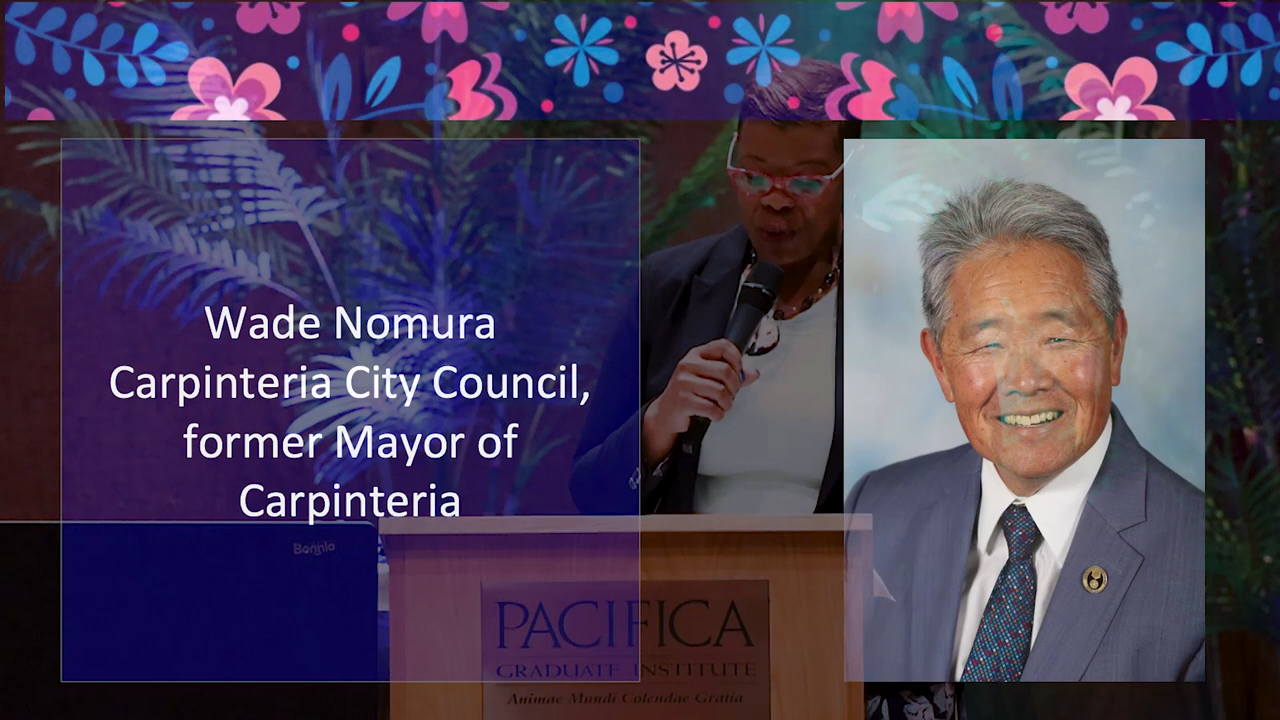 Wade Nomura
Carpinteria City Council,
former Mayor of
Carpinteria
PACIFICA
GRADUATE INSTITUTE
Animae Mundi Colendae Gratia